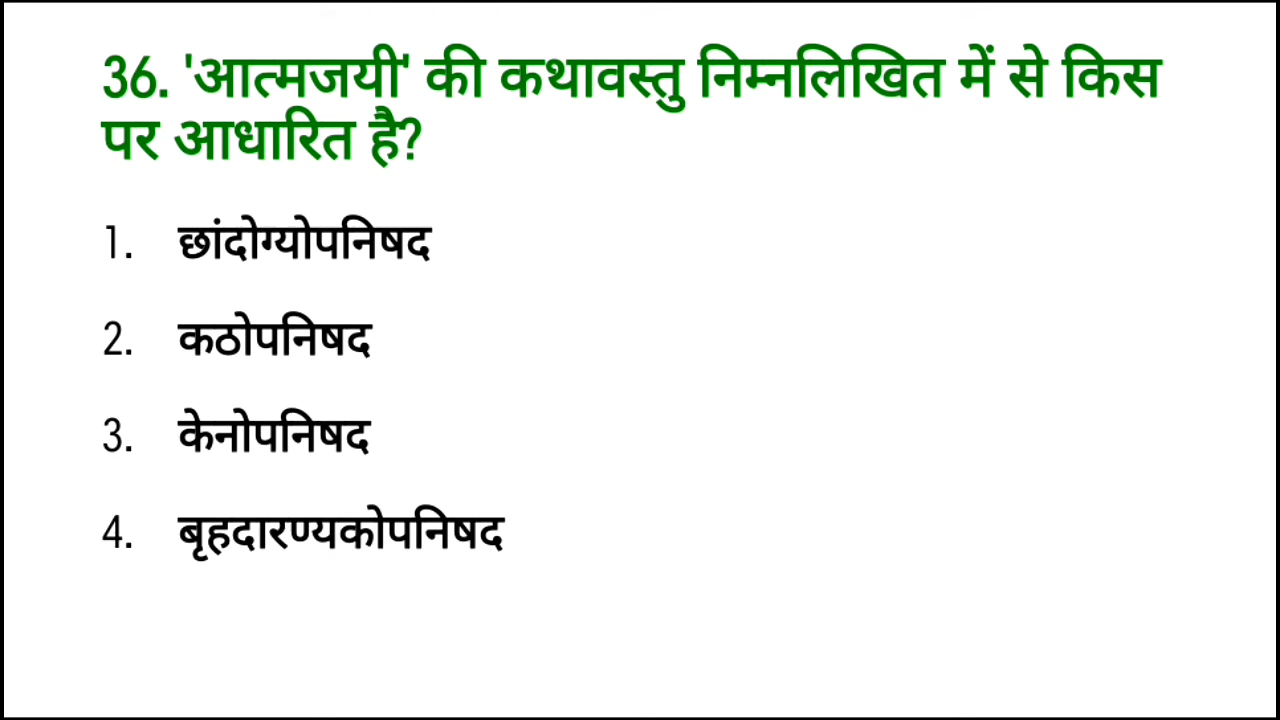 36. 'आत्मजयी' की कथावस्तु निम्नलिखित में से किस
पर आधारित है?
1. छांदोग्योपनिषद
2. कठोपनिषद
3. केनोपनिषद
4. बृहदारण्यकोपनिषद